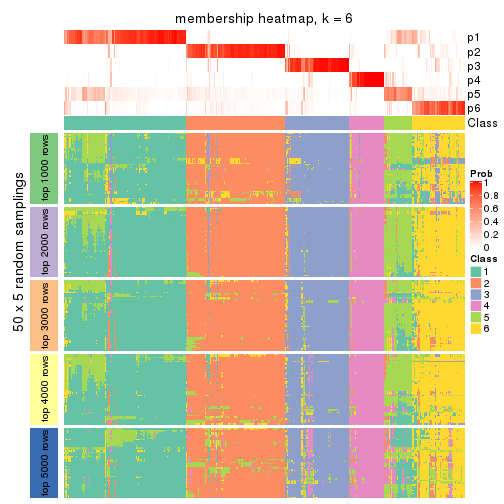 membership heatmap, k = 6
p1
p2
p3
p4
p5
p6
Class
50 x 5 random samplings
top 1000 rows
top 2000 rows
top 3000 rows
top 4000 rows
top 5000 rows
Prob
1
0.8
0.6
0.4
0.2
0
Class
1
2
3
4
5
6